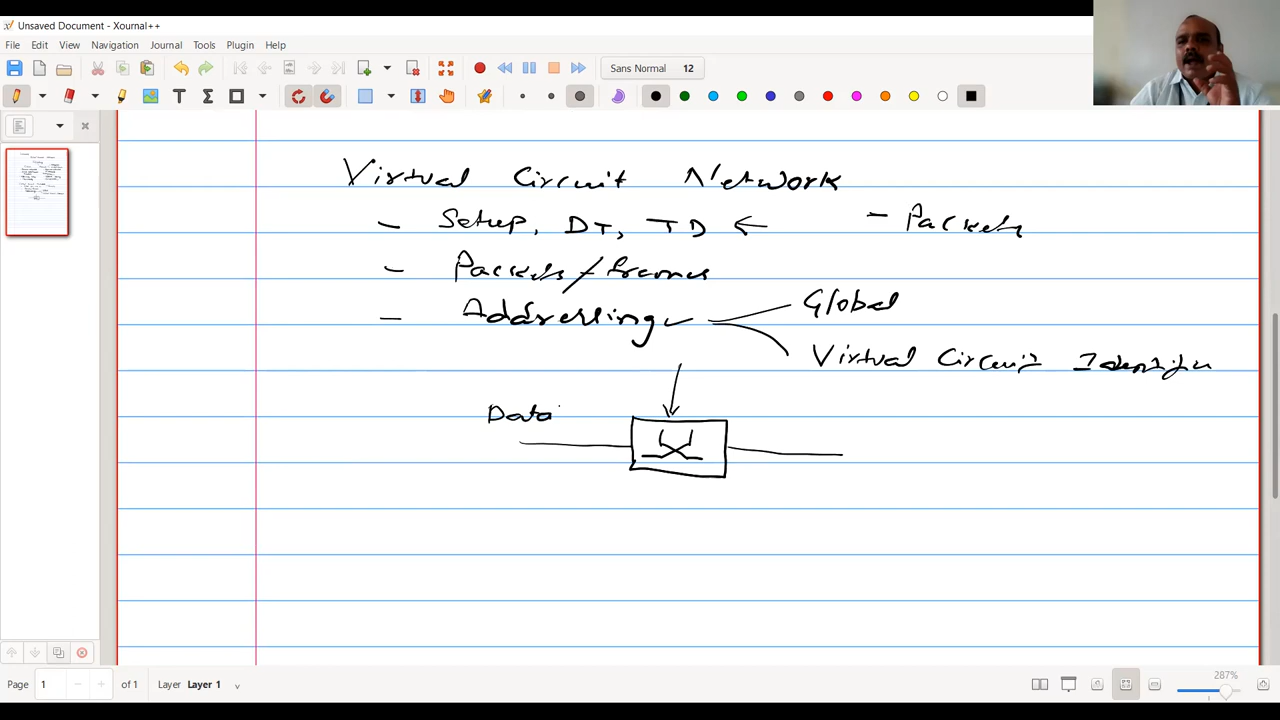 Unsaved Document - Xournal++
File Edit View Navigation Journal Tools Plugin Help
Sans Normal 12
Virtual Circuit Network
- Setup, DT, TD ← - Packets
- Packets/frames
- Addressing Global
Virtual Circuit Identifier
Data
Page 1 of 1 Layer Layer 1 287%